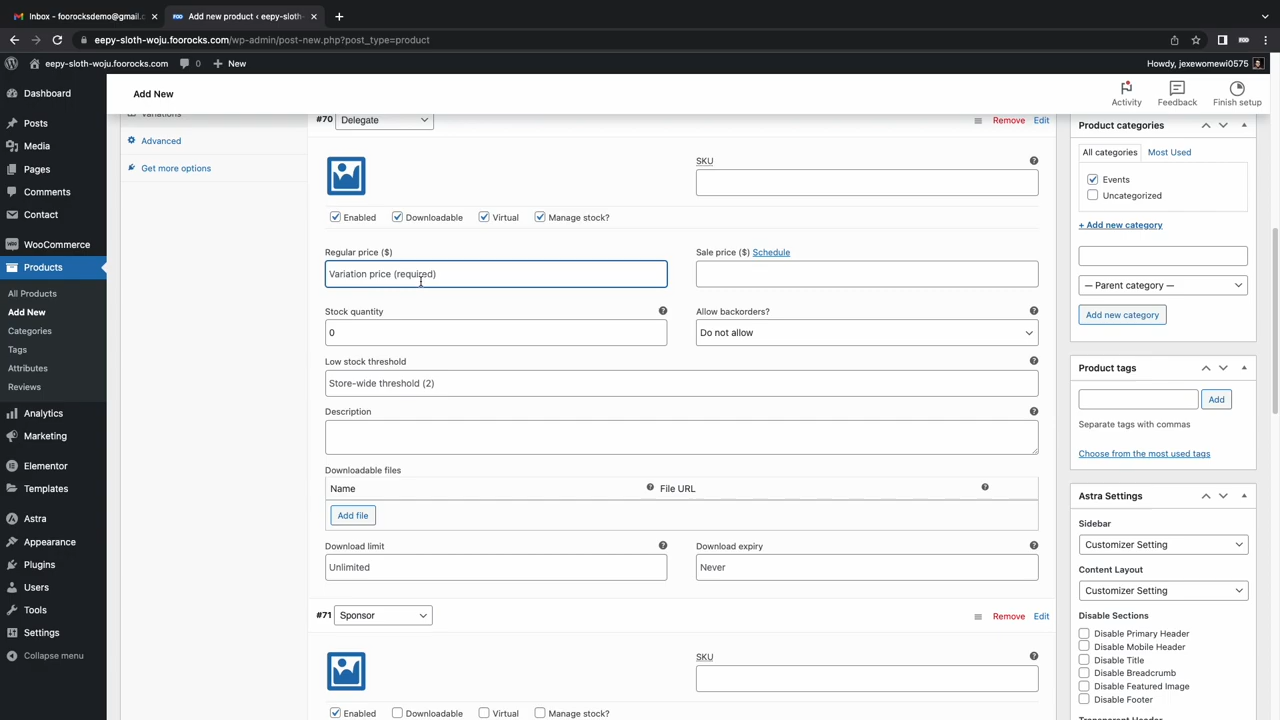 Inbox - foorocksdemo@gmail.c
Add new product ‹ eepy-sloth-
eepy-sloth-woju.foorocks.com/wp-admin/post-new.php?post_type=product
eepy-sloth-woju.foorocks.com
0
New
Howdy, jexewomewi0575
Dashboard
Posts
Media
Pages
Comments
Contact
WooCommerce
Products
All Products
Add New
Categories
Tags
Attributes
Reviews
Analytics
Marketing
Elementor
Templates
Astra
Appearance
Plugins
Users
Tools
Settings
Collapse menu
Add New
Activity
Feedback
Finish setup
Variations
Advanced
Get more options
#70 Delegate
Remove Edit
SKU
Enabled Downloadable Virtual Manage stock?
Regular price ($)
Sale price ($) Schedule
Variation price (required)
Stock quantity
Allow backorders?
0
Do not allow
Low stock threshold
Store-wide threshold (2)
Description
Downloadable files
Name
File URL
Add file
Download limit
Download expiry
Unlimited
Never
#71 Sponsor
Remove Edit
SKU
Enabled Downloadable Virtual Manage stock?
Product categories
All categories
Most Used
Events
Uncategorized
+ Add new category
— Parent category —
Add new category
Product tags
Add
Separate tags with commas
Choose from the most used tags
Astra Settings
Sidebar
Customizer Setting
Content Layout
Customizer Setting
Disable Sections
Disable Primary Header
Disable Mobile Header
Disable Title
Disable Breadcrumb
Disable Featured Image
Disable Footer